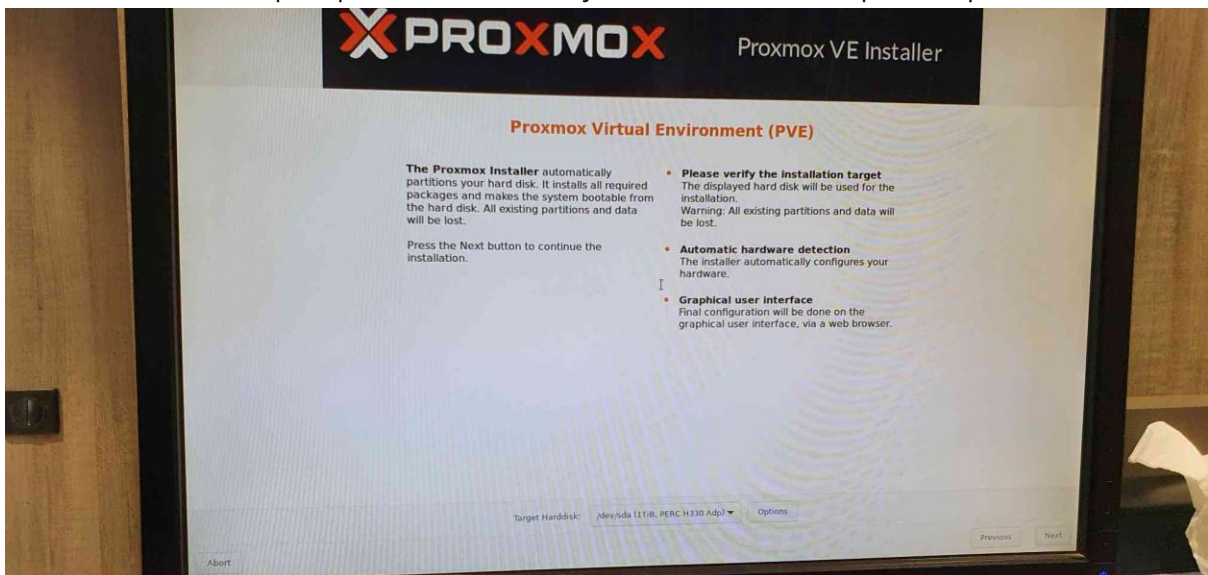 PROXMOX
Proxmox VE Installer
Proxmox Virtual Environment (PVE)
The Proxmox Installer automatically
partitions your hard disk. It installs all required
packages and makes the system bootable from
the hard disk. All existing partitions and data
will be lost.
Press the Next button to continue the
installation.
• Please verify the installation target
The displayed hard disk will be used for the
installation.
Warning: All existing partitions and data will
be lost.
• Automatic hardware detection
The installer automatically configures your
hardware.
• Graphical user interface
Final configuration will be done on the
graphical user interface, via a web browser.
Target Harddisk: /dev/sda (1TiB, PERC H330 Adp) Options
Abort
Previous Next